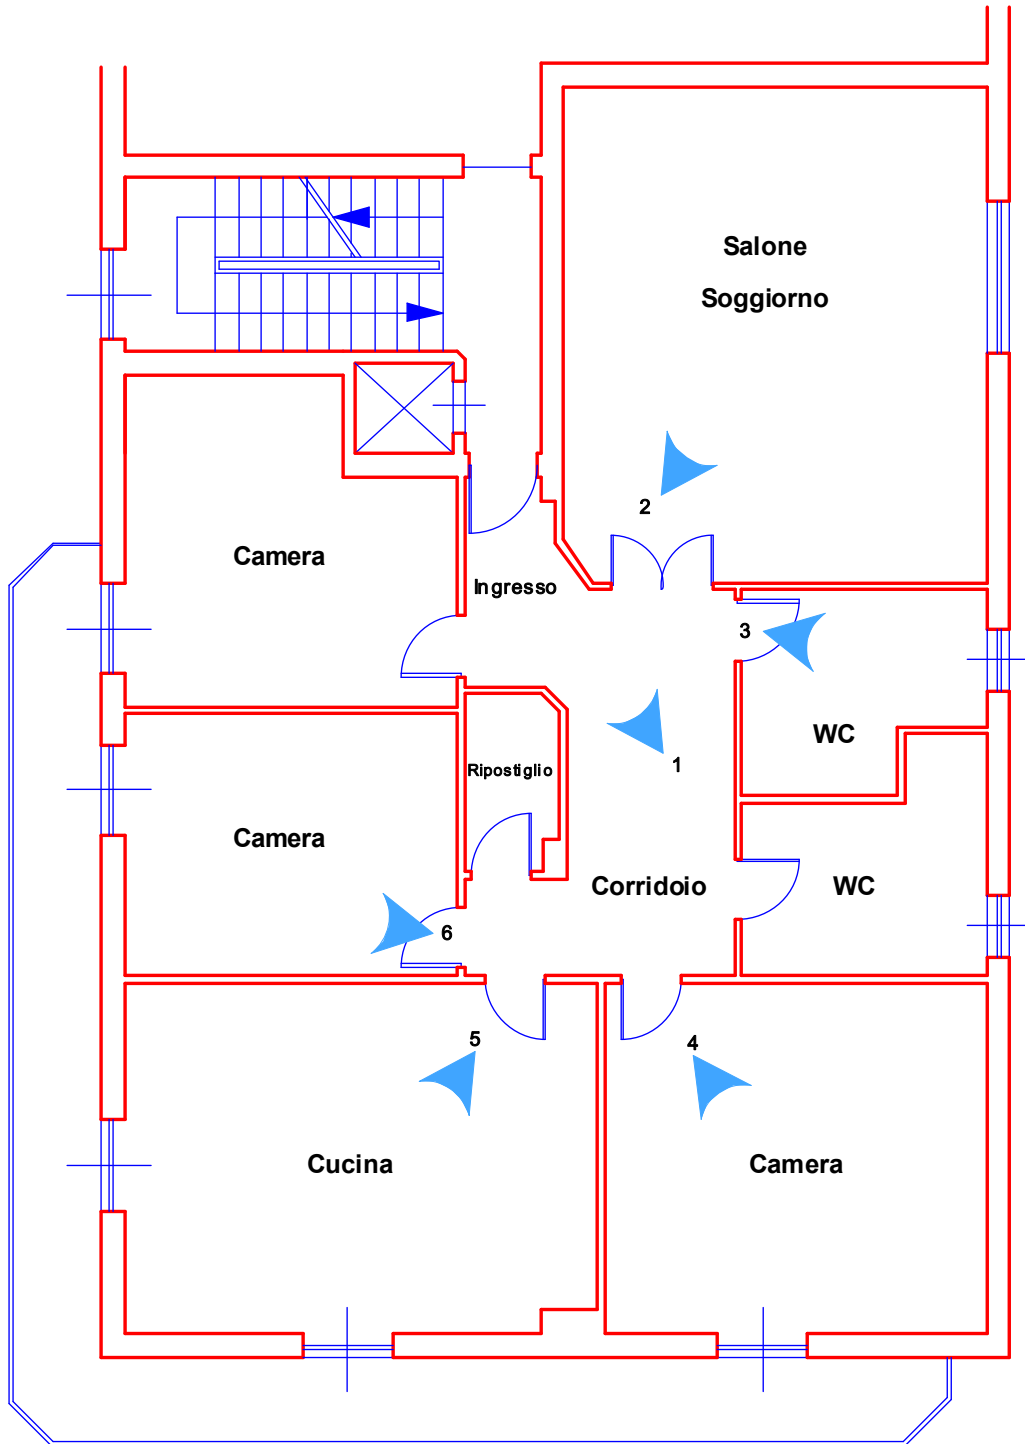 Salone
Soggiorno
2
Camera
Ingresso
3
WC
1
Ripostiglio
Camera
Corridoio
WC
6
5
4
Cucina
Camera